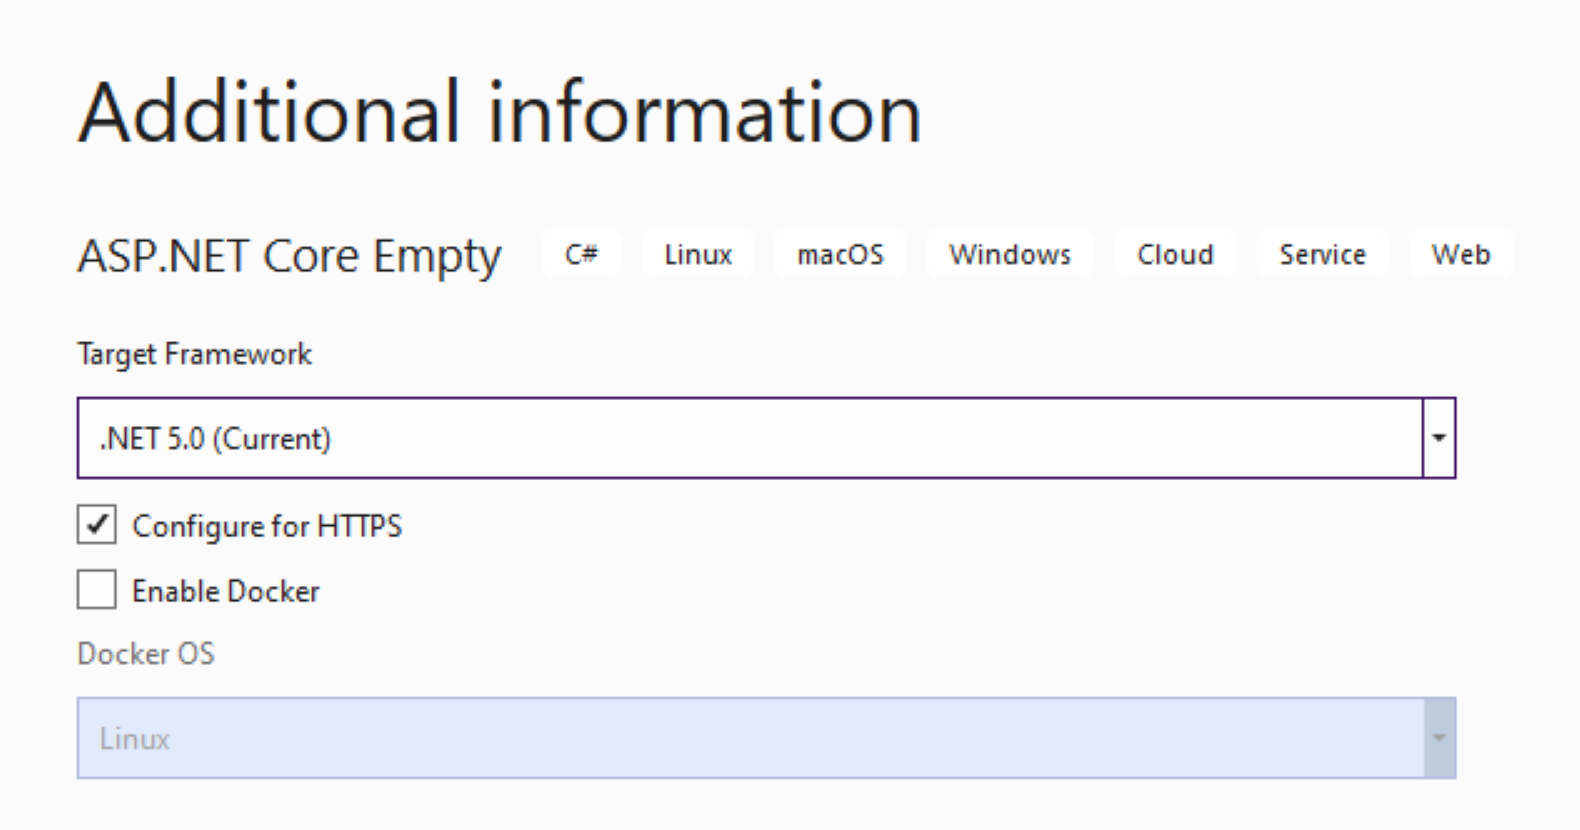 Additional information
ASP.NET Core Empty C# Linux macOS Windows Cloud Service Web
Target Framework
.NET 5.0 (Current)
Configure for HTTPS
Enable Docker
Docker OS
Linux